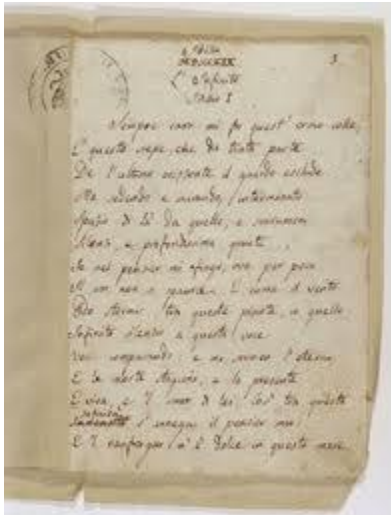 Idilli
MDCCCXIX
L'Infinito
Idillio I
Sempre caro mi fu quest'ermo colle,
E questa siepe, che da tanta parte
De l'ultimo orizzonte il guardo esclude.
Ma sedendo e mirando, interminato
Spazio di là da quella, e sovrumani
Silenzi, e profondissima quiete
Io nel pensier mi fingo, ove per poco
Il cor non si spaura. E come il vento
Odo stormir tra queste piante, io quello
Infinito silenzio a questa voce
Vo comparando: e mi sovvien l'eterno,
E le morte stagioni, e la presente
E viva, e 'l suon di lei. Così tra questa
s'annega il pensier mio:
E 'l naufragar m'è dolce in questo mare.